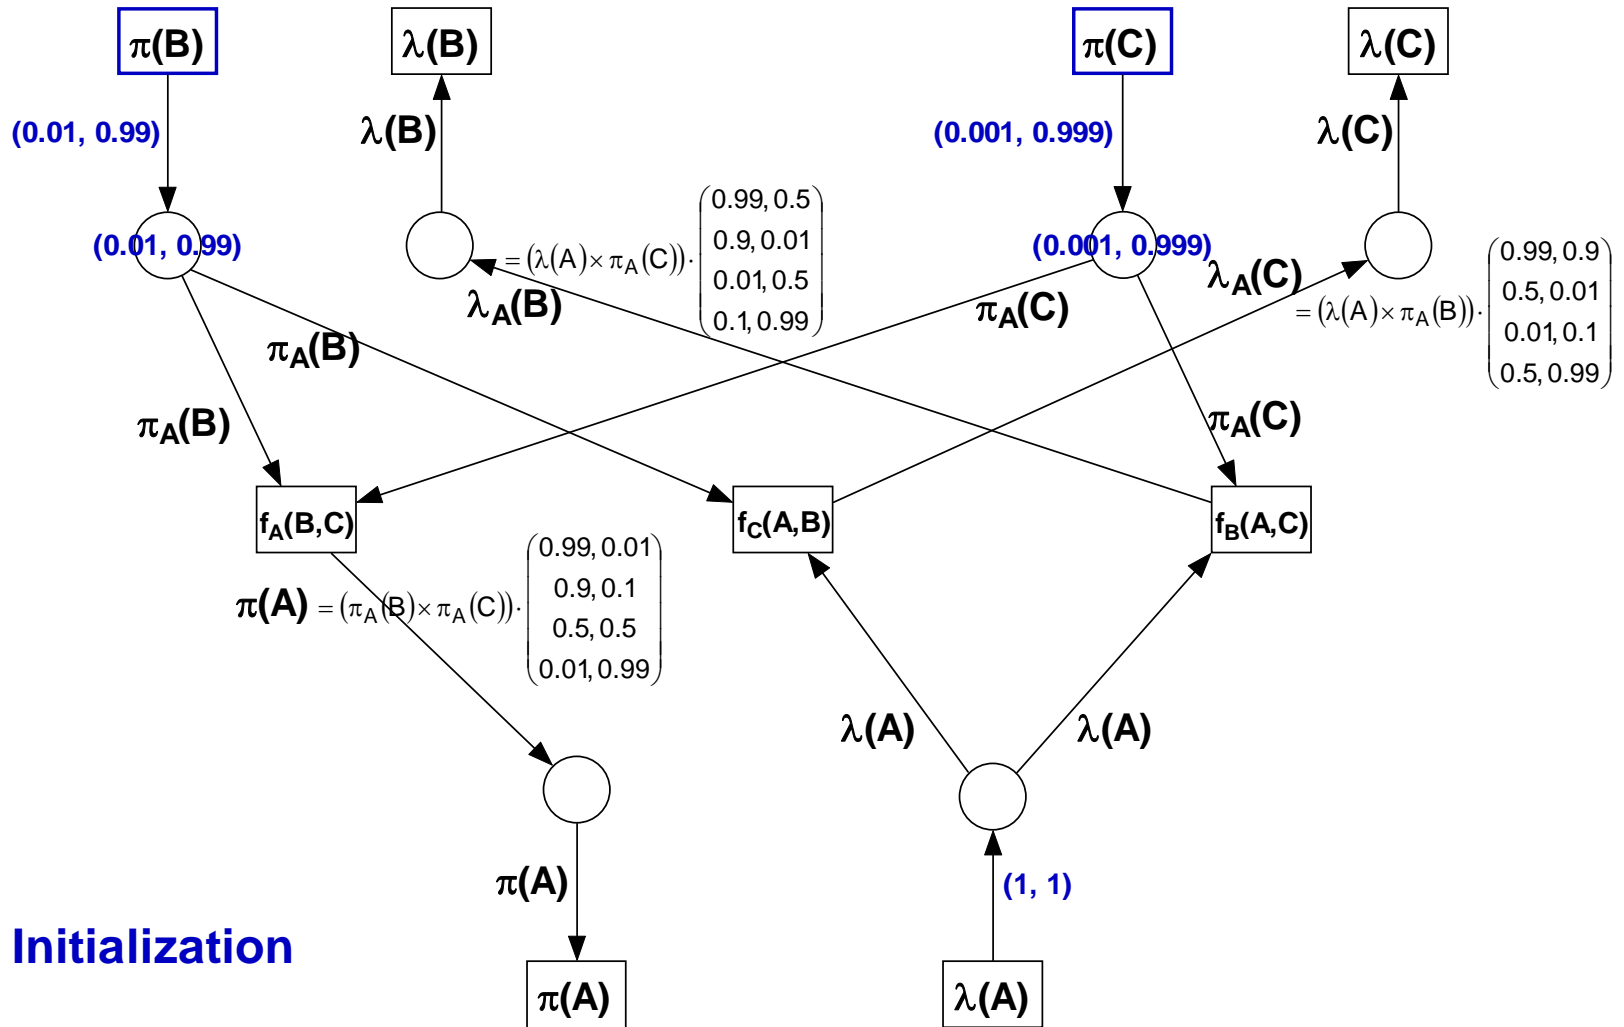 π(B)
λ(B)
π(C)
λ(C)
(0.01, 0.99)
λ(B)
(0.001, 0.999)
λ(C)
(0.01, 0.99)
= (λ(A) × πA(C)) ·
0.99, 0.5
0.9, 0.01
0.01, 0.5
0.1, 0.99
(0.001, 0.999)
λA(B)
πA(C)
λA(C)
= (λ(A) × πA(B)) ·
0.99, 0.9
0.5, 0.01
0.01, 0.1
0.5, 0.99
πA(B)
πA(B)
πA(C)
fA(B,C)
fC(A,B)
fB(A,C)
π(A) = (πA(B) × πA(C)) ·
0.99, 0.01
0.9, 0.1
0.5, 0.5
0.01, 0.99
λ(A)
λ(A)
π(A)
(1, 1)
Initialization
π(A)
λ(A)